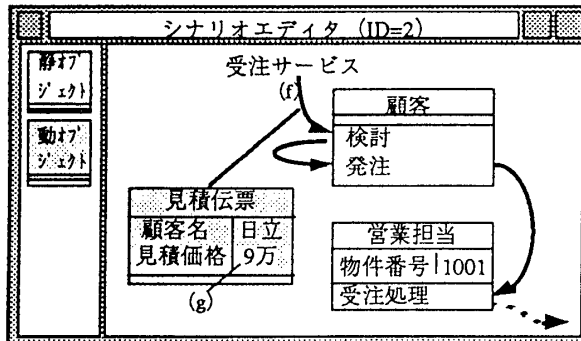 シナリオエディタ (ID=2)
静オブ
ジェクト
動オブ
ジェクト
受注サービス
(f)
顧客
検討
発注
見積伝票
顧客名 日立
見積価格 9万
(g)
営業担当
物件番号 1001
受注処理